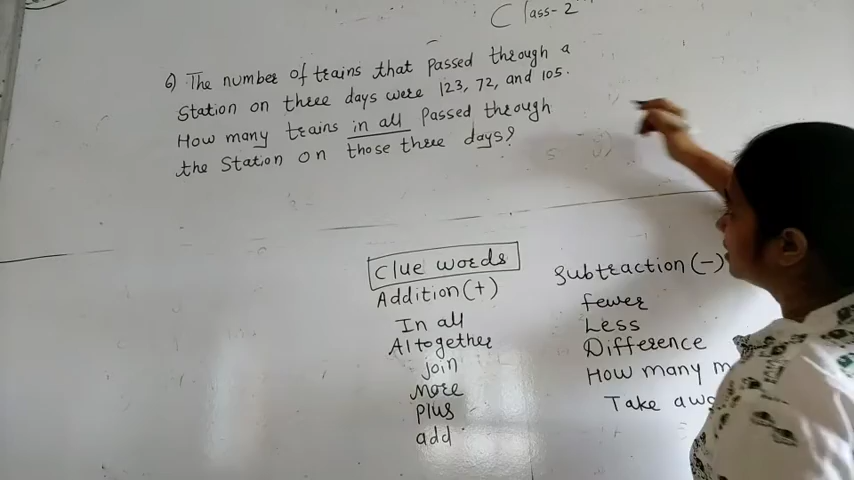 Class-2
6) The number of trains that passed through a
Station on three days were 123, 72, and 105.
How many trains in all passed through
the Station on those three days?
Clue words
Addition (+)
In all
Altogether
join
More
Plus
add
Subtraction (-)
fewer
Less
Difference
How many
Take